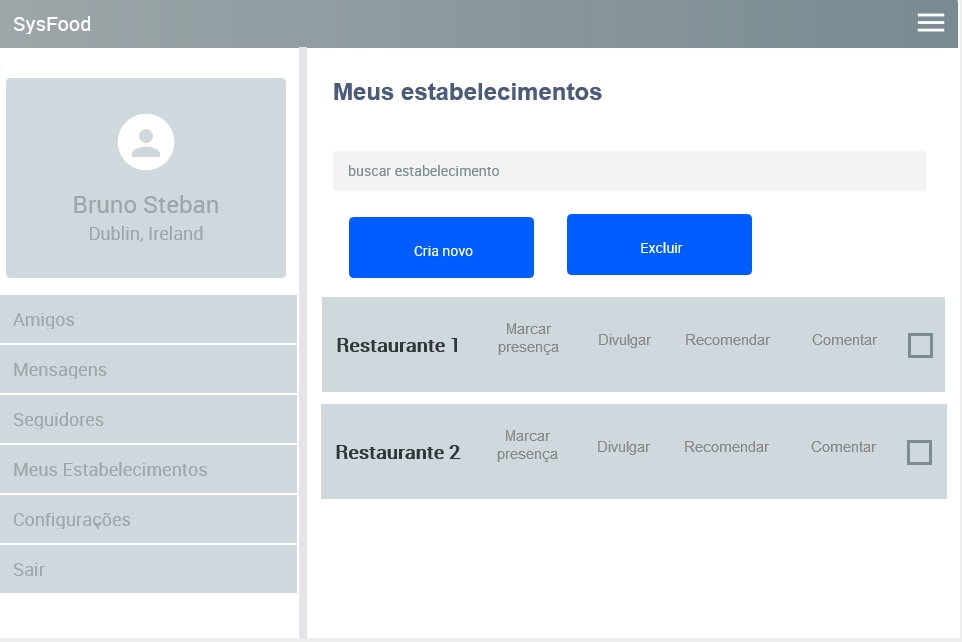 SysFood
Bruno Steban
Dublin, Ireland
Amigos
Mensagens
Seguidores
Meus Estabelecimentos
Configurações
Sair
Meus estabelecimentos
buscar estabelecimento
Cria novo
Excluir
Restaurante 1
Marcar
presença
Divulgar
Recomendar
Comentar
Restaurante 2
Marcar
presença
Divulgar
Recomendar
Comentar